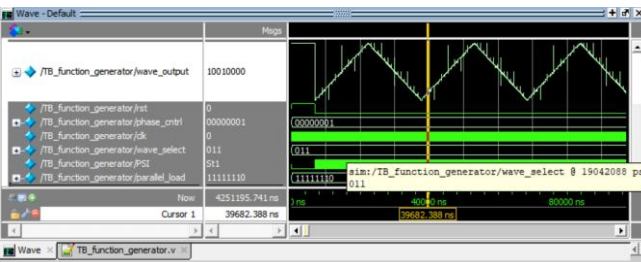 Wave - Default
Msgs
/TB_function_generator/wave_output 10010000
/TB_function_generator/rst 0
/TB_function_generator/phase_cntrl 00000001 00000001
/TB_function_generator/clk 0
/TB_function_generator/wave_select 011 011
/TB_function_generator/PSI St1
/TB_function_generator/parallel_load 11111110 11111110
sim:/TB_function_generator/wave_select @ 19042088 ps
011
Now 4251195.741 ns ns 40000 ns 80000 ns
Cursor 1 39682.388 ns 39682.388 ns
Wave TB_function_generator.v